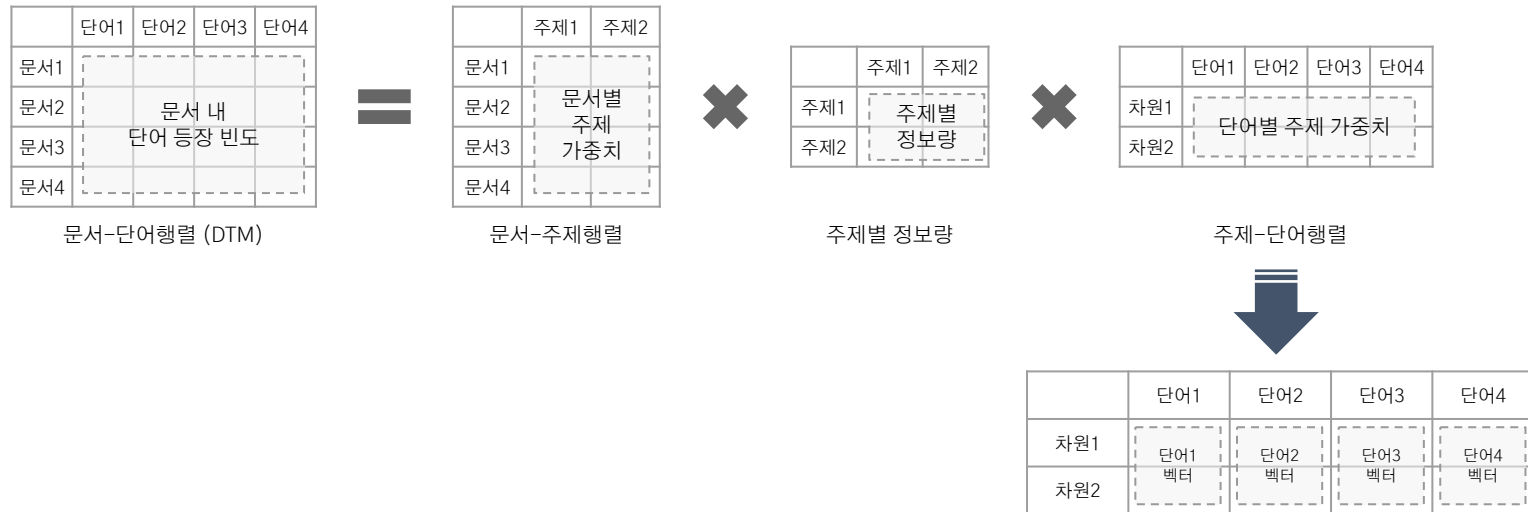 단어1 단어2 단어3 단어4
문서1
문서2
문서3
문서4
문서 내
단어 등장 빈도
문서-단어행렬 (DTM)
주제1 주제2
문서1
문서2
문서3
문서4
문서별
주제
가중치
문서-주제행렬
주제1 주제2
주제1
주제2
주제별
정보량
주제별 정보량
단어1 단어2 단어3 단어4
차원1
차원2
단어별 주제 가중치
주제-단어행렬
단어1 단어2 단어3 단어4
차원1
차원2
단어1
벡터
단어2
벡터
단어3
벡터
단어4
벡터